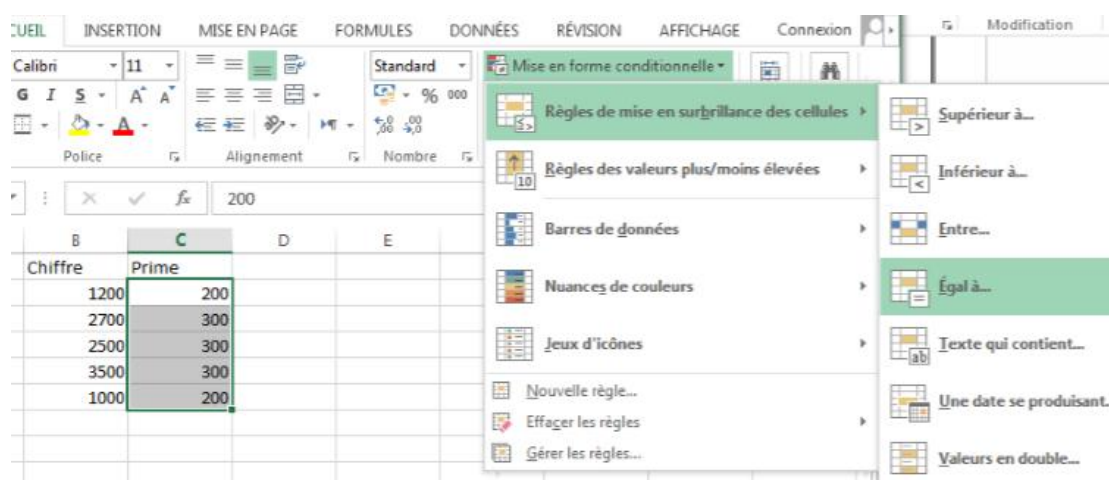 CUEIL INSERTION MISE EN PAGE FORMULES DONNÉES RÉVISION AFFICHAGE Connexion
Modification
Calibri 11 Standard Mise en forme conditionnelle
G I S A A % 000
A ,00
Police Alignement Nombre
fx 200
B C D E
Chiffre Prime
1200 200
2700 300
2500 300
3500 300
1000 200
Règles de mise en surbrillance des cellules
Règles des valeurs plus/moins élevées
Barres de données
Nuances de couleurs
Jeux d'icônes
Nouvelle règle...
Effacer les règles
Gérer les règles...
Supérieur à...
Inférieur à...
Entre...
Égal à...
Texte qui contient...
Une date se produisant.
Valeurs en double...